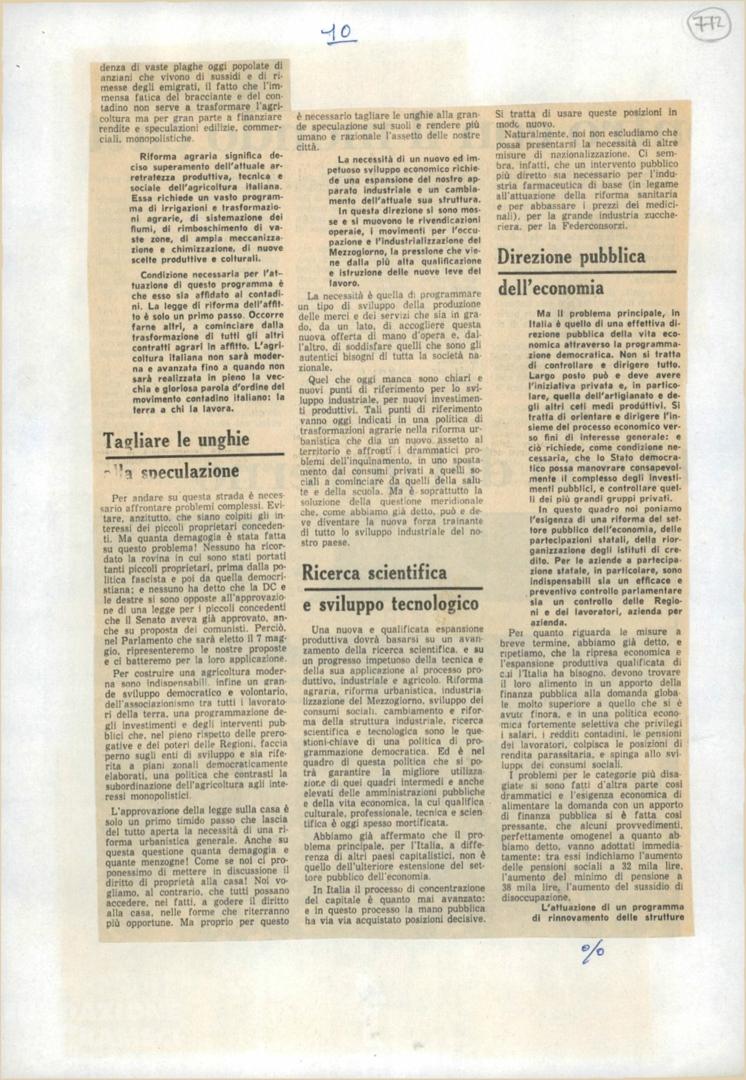 10
772
denza di vaste plaghe oggi popolate di
anziani che vivono di sussidi e di ri-
messe degli emigrati, il fatto che l'im-
mensa fatica del bracciante e del con-
tadino non serve a trasformare l'agri-
coltura ma per gran parte a finanziare
rendite e speculazioni edilizie, commer-
ciali, monopolistiche.
Riforma agraria significa de-
ciso superamento dell'attuale ar-
retratezza produttiva, tecnica e
sociale dell'agricoltura italiana.
Essa richiede un vasto program-
ma di irrigazioni e trasformazio-
ni agrarie, di sistemazione dei
fiumi, di rimboschimento di va-
ste zone, di ampia meccanizza-
zione e chimizzazione, di nuove
scelte produttive e colturali.
Condizione necessaria per l'at-
tuazione di questo programma è
che esso sia affidato ai contadi-
ni. La legge di riforma dell'affit-
to è solo un primo passo. Occorre
farne altri, a cominciare dalla
trasformazione di tutti gli altri
contratti agrari in affitto. L'agri-
coltura italiana non sarà moder-
na e avanzata fino a quando non
sarà realizzata in pieno la vec-
chia e gloriosa parola d'ordine del
movimento contadino italiano: la
terra a chi la lavora.
Tagliare le unghie
alla speculazione
Per andare su questa strada è neces-
sario affrontare problemi complessi. Evi-
tare, anzitutto, che siano colpiti gli in-
teressi dei piccoli proprietari conceden-
ti. Ma quanta demagogia è stata fatta
su questo problema! Nessuno ha ricor-
dato la rovina in cui sono stati portati
tanti piccoli proprietari, prima dalla po-
litica fascista e poi da quella democri-
stiana; e nessuno ha detto che la DC e
le destre si sono opposte all'approvazio-
ne di una legge per i piccoli concedenti
che il Senato aveva già approvato, an-
che su proposta dei comunisti. Perciò,
nel Parlamento che sarà eletto il 7 mag-
gio, ripresenteremo le nostre proposte
e ci batteremo per la loro applicazione.
Per costruire una agricoltura moder-
na sono indispensabili, infine un gran-
de sviluppo democratico e volontario,
dell'associazionismo tra tutti i lavorato-
ri della terra, una programmazione de-
gli investimenti e degli interventi pub-
blici che, nel pieno rispetto delle prero-
gative e dei poteri delle Regioni, faccia
perno sugli enti di sviluppo e sia rife-
rita a piani zonali democraticamente
elaborati, una politica che contrasti la
subordinazione dell'agricoltura agli inte-
ressi monopolistici.
L'approvazione della legge sulla casa è
solo un primo timido passo che lascia
del tutto aperta la necessità di una ri-
forma urbanistica generale. Anche su
questa questione quanta demagogia e
quante menzogne! Come se noi ci pro-
ponessimo di mettere in discussione il
diritto di proprietà alla casa! Noi vo-
gliamo, al contrario, che tutti possano
accedere, nei fatti, a godere il diritto
alla casa, nelle forme che riterranno
più opportune. Ma proprio per questo
è necessario tagliare le unghie alla gran-
de speculazione sui suoli e rendere più
umano e razionale l'assetto delle nostre
città.
La necessità di un nuovo ed im-
petuoso sviluppo economico richie-
de una espansione del nostro ap-
parato industriale e un cambia-
mento dell'attuale sua struttura.
In questa direzione si sono mos-
se e si muovono le rivendicazioni
operaie, i movimenti per l'occu-
pazione e l'industrializzazione del
Mezzogiorno, la pressione che vie-
ne dalla più alta qualificazione
e istruzione delle nuove leve del
lavoro.
La necessità è quella di programmare
un tipo di sviluppo della produzione
delle merci e dei servizi che sia in gra-
do, da un lato, di accogliere questa
nuova offerta di mano d'opera e, dal-
l'altro, di soddisfare quelli che sono gli
autentici bisogni di tutta la società na-
zionale.
Quel che oggi manca sono chiari e
nuovi punti di riferimento per lo svi-
luppo industriale, per nuovi investimen-
ti produttivi. Tali punti di riferimento
vanno oggi indicati in una politica di
trasformazioni agrarie nella riforma ur-
banistica che dia un nuovo assetto al
territorio e affronti i drammatici pro-
blemi dell'inquinamento, in uno sposta-
mento dai consumi privati a quelli so-
ciali a cominciare da quelli della salu-
te e della scuola. Ma è soprattutto la
soluzione della questione meridionale
che, come abbiamo già detto, può e de-
ve diventare la nuova forza trainante
di tutto lo sviluppo industriale del no-
stro paese.
Ricerca scientifica
e sviluppo tecnologico
Una nuova e qualificata espansione
produttiva dovrà basarsi su un avan-
zamento della ricerca scientifica, e su
un progresso impetuoso della tecnica e
della sua applicazione al processo pro-
duttivo, industriale e agricolo. Riforma
agraria, riforma urbanistica, industria-
lizzazione del Mezzogiorno, sviluppo dei
consumi sociali, cambiamento e rifor-
ma della struttura industriale, ricerca
scientifica e tecnologica sono le que-
stioni-chiave di una politica di pro-
grammazione democratica. Ed è nel
quadro di questa politica che si po-
trà garantire la migliore utilizza-
zione di quei quadri intermedi e anche
elevati delle amministrazioni pubbliche
e della vita economica, la cui qualifica
culturale, professionale, tecnica e scien-
tifica è oggi spesso mortificata.
Abbiamo già affermato che il pro-
blema principale, per l'Italia, a dif-
ferenza di altri paesi capitalistici, non è
quello dell'ulteriore estensione del set-
tore pubblico dell'economia.
In Italia il processo di concentrazione
del capitale è quanto mai avanzato:
e in questo processo la mano pubblica
ha via via acquistato posizioni decisive.
Si tratta di usare queste posizioni in
modo nuovo.
Naturalmente, noi non escludiamo che
possa presentarsi la necessità di altre
misure di nazionalizzazione. Ci sem-
bra, infatti, che un intervento pubblico
più diretto sia necessario per l'indu-
stria farmaceutica di base (in legame
all'attuazione della riforma sanitaria
e per abbassare i prezzi dei medici-
nali), per la grande industria zucche-
riera, per la Federconsorzi.
Direzione pubblica
dell'economia
Ma il problema principale, in
Italia è quello di una effettiva di-
rezione pubblica della vita eco-
nomica attraverso la programma-
zione democratica. Non si tratta
di controllare e dirigere tutto.
Largo posto può e deve avere
l'iniziativa privata e, in partico-
lare, quella dell'artigianato e de-
gli altri ceti medi produttivi. Si
tratta di orientare e dirigere l'in-
sieme del processo economico ver-
so fini di interesse generale: e
ciò richiede, come condizione ne-
cessaria, che lo Stato democra-
tico possa manovrare consapevol-
mente il complesso degli investi-
menti pubblici, e controllare quel-
li dei più grandi gruppi privati.
In questo quadro noi poniamo
l'esigenza di una riforma del set-
tore pubblico dell'economia, delle
partecipazioni statali, della rior-
ganizzazione degli istituti di cre-
dito. Per le aziende a partecipa-
zione statale, in particolare, sono
indispensabili sia un efficace e
preventivo controllo parlamentare
sia un controllo delle Regio-
ni e dei lavoratori, azienda per
azienda.
Per quanto riguarda le misure a
breve termine, abbiamo già detto, e
ripetiamo, che la ripresa economica e
l'espansione produttiva qualificata di
cui l'Italia ha bisogno, devono trovare
il loro alimento in un apporto della
finanza pubblica alla domanda globa-
le molto superiore a quello che si è
avuto finora, e in una politica econo-
mica fortemente selettiva che privilegi
i salari, i redditi contadini, le pensioni
dei lavoratori, colpisca le posizioni di
rendita parassitaria, e spinga allo svi-
luppo dei consumi sociali.
I problemi per le categorie più disa-
giate si sono fatti d'altra parte così
drammatici e l'esigenza economica di
alimentare la domanda con un apporto
di finanza pubblica si è fatta così
pressante, che alcuni provvedimenti,
perfettamente omogenei a quanto ab-
biamo detto, vanno adottati immedia-
tamente: tra essi indichiamo l'aumento
delle pensioni sociali a 32 mila lire,
l'aumento del minimo di pensione a
38 mila lire, l'aumento del sussidio di
disoccupazione.
L'attuazione di un programma
di rinnovamento delle strutture
%